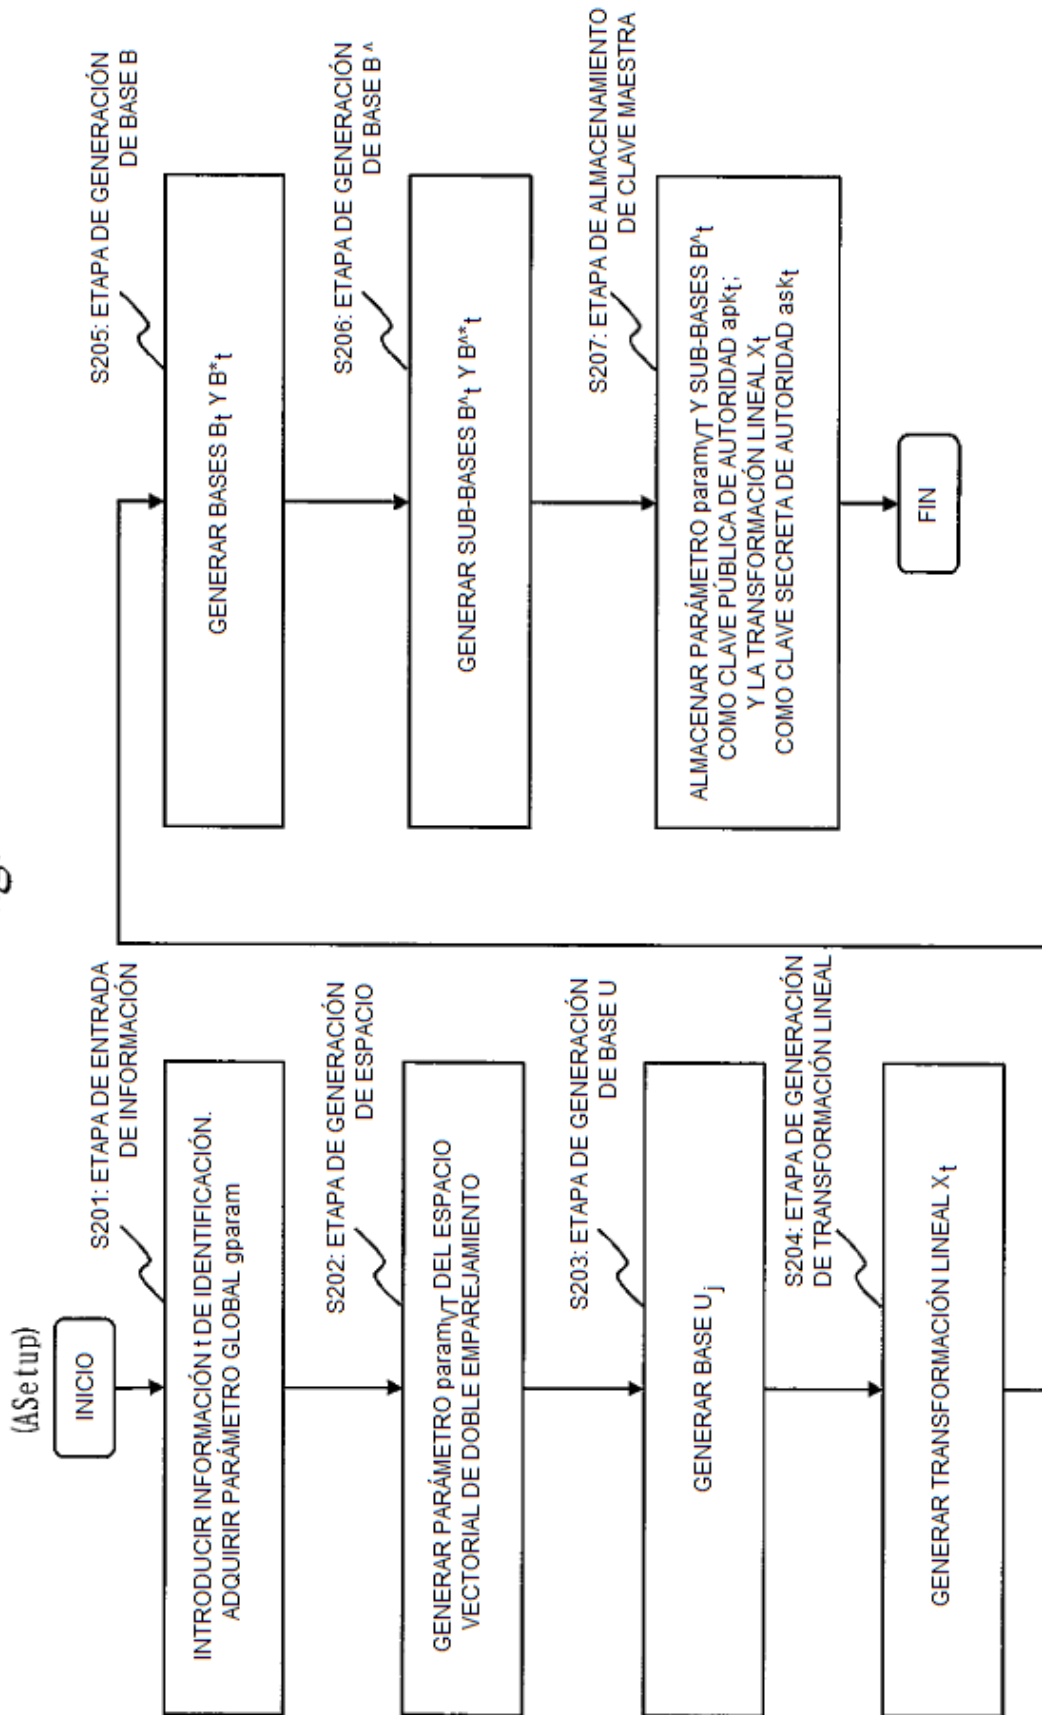 (ASetup)
INICIO
S201: ETAPA DE ENTRADA
DE INFORMACIÓN
INTRODUCIR INFORMACIÓN t DE IDENTIFICACIÓN.
ADQUIRIR PARÁMETRO GLOBAL gparam
S202: ETAPA DE GENERACIÓN
DE ESPACIO
GENERAR PARÁMETRO paramVT DEL ESPACIO
VECTORIAL DE DOBLE EMPAREJAMIENTO
S203: ETAPA DE GENERACIÓN
DE BASE U
GENERAR BASE Uj
S204: ETAPA DE GENERACIÓN
DE TRANSFORMACIÓN LINEAL
GENERAR TRANSFORMACIÓN LINEAL Xt
S205: ETAPA DE GENERACIÓN
DE BASE B
GENERAR BASES Bt Y B*t
S206: ETAPA DE GENERACIÓN
DE BASE B^
GENERAR SUB-BASES B^t Y B^*t
S207: ETAPA DE ALMACENAMIENTO
DE CLAVE MAESTRA
ALMACENAR PARÁMETRO paramVT Y SUB-BASES B^t
COMO CLAVE PÚBLICA DE AUTORIDAD apkt;
Y LA TRANSFORMACIÓN LINEAL Xt
COMO CLAVE SECRETA DE AUTORIDAD askt
FIN